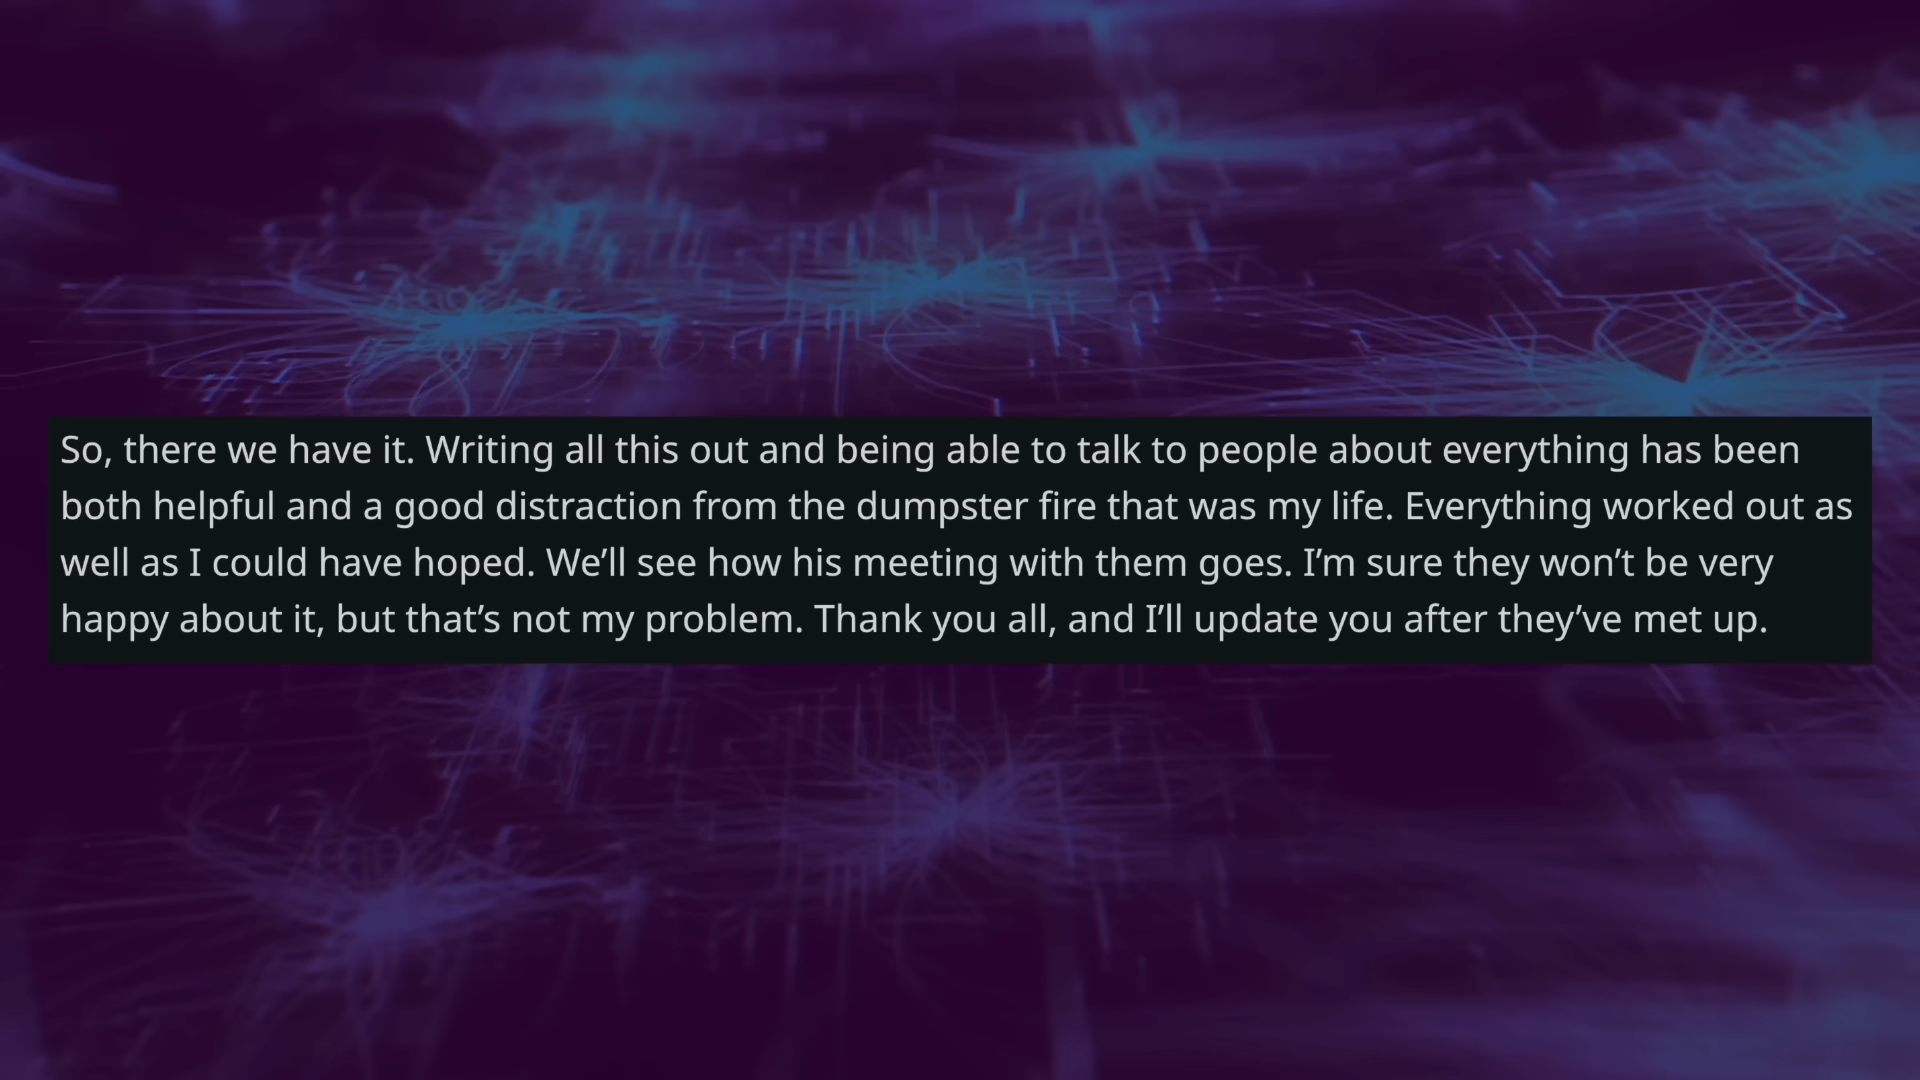 So, there we have it. Writing all this out and being able to talk to people about everything has been
both helpful and a good distraction from the dumpster fire that was my life. Everything worked out as
well as I could have hoped. We’ll see how his meeting with them goes. I’m sure they won’t be very
happy about it, but that’s not my problem. Thank you all, and I’ll update you after they’ve met up.